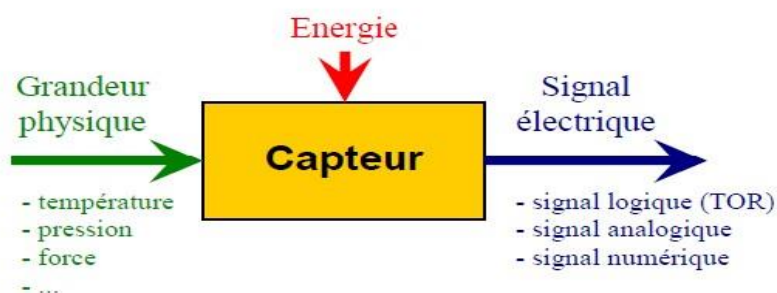 Energie
Grandeur
physique
Signal
électrique
Capteur
- température
- pression
- force
- ...
- signal logique (TOR)
- signal analogique
- signal numérique